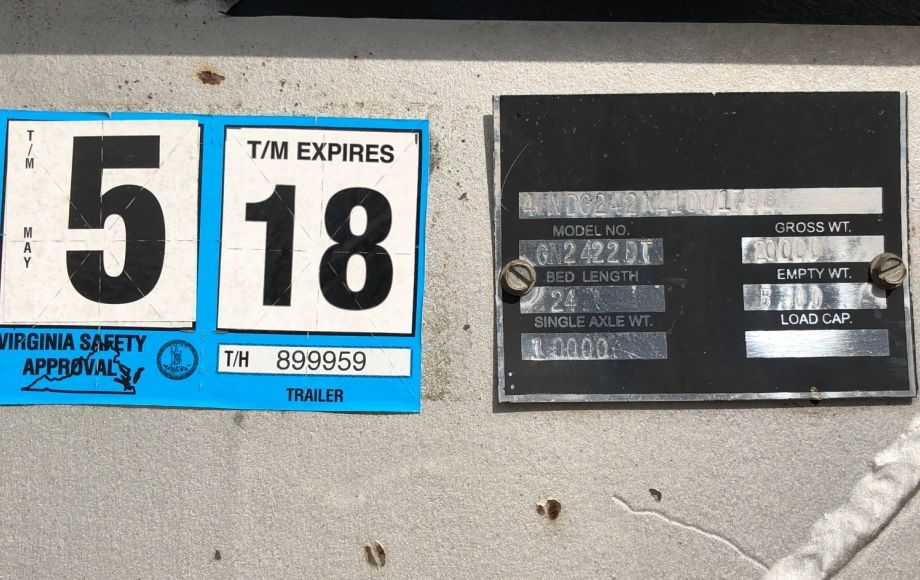 T/M
MAY
5
T/M EXPIRES
18
VIRGINIA SAFETY
APPROVAL
T/H 899959
TRAILER
MODEL NO.
GN2422DT
BED LENGTH
24
SINGLE AXLE WT.
10000
GROSS WT.
20000
EMPTY WT.
LOAD CAP.